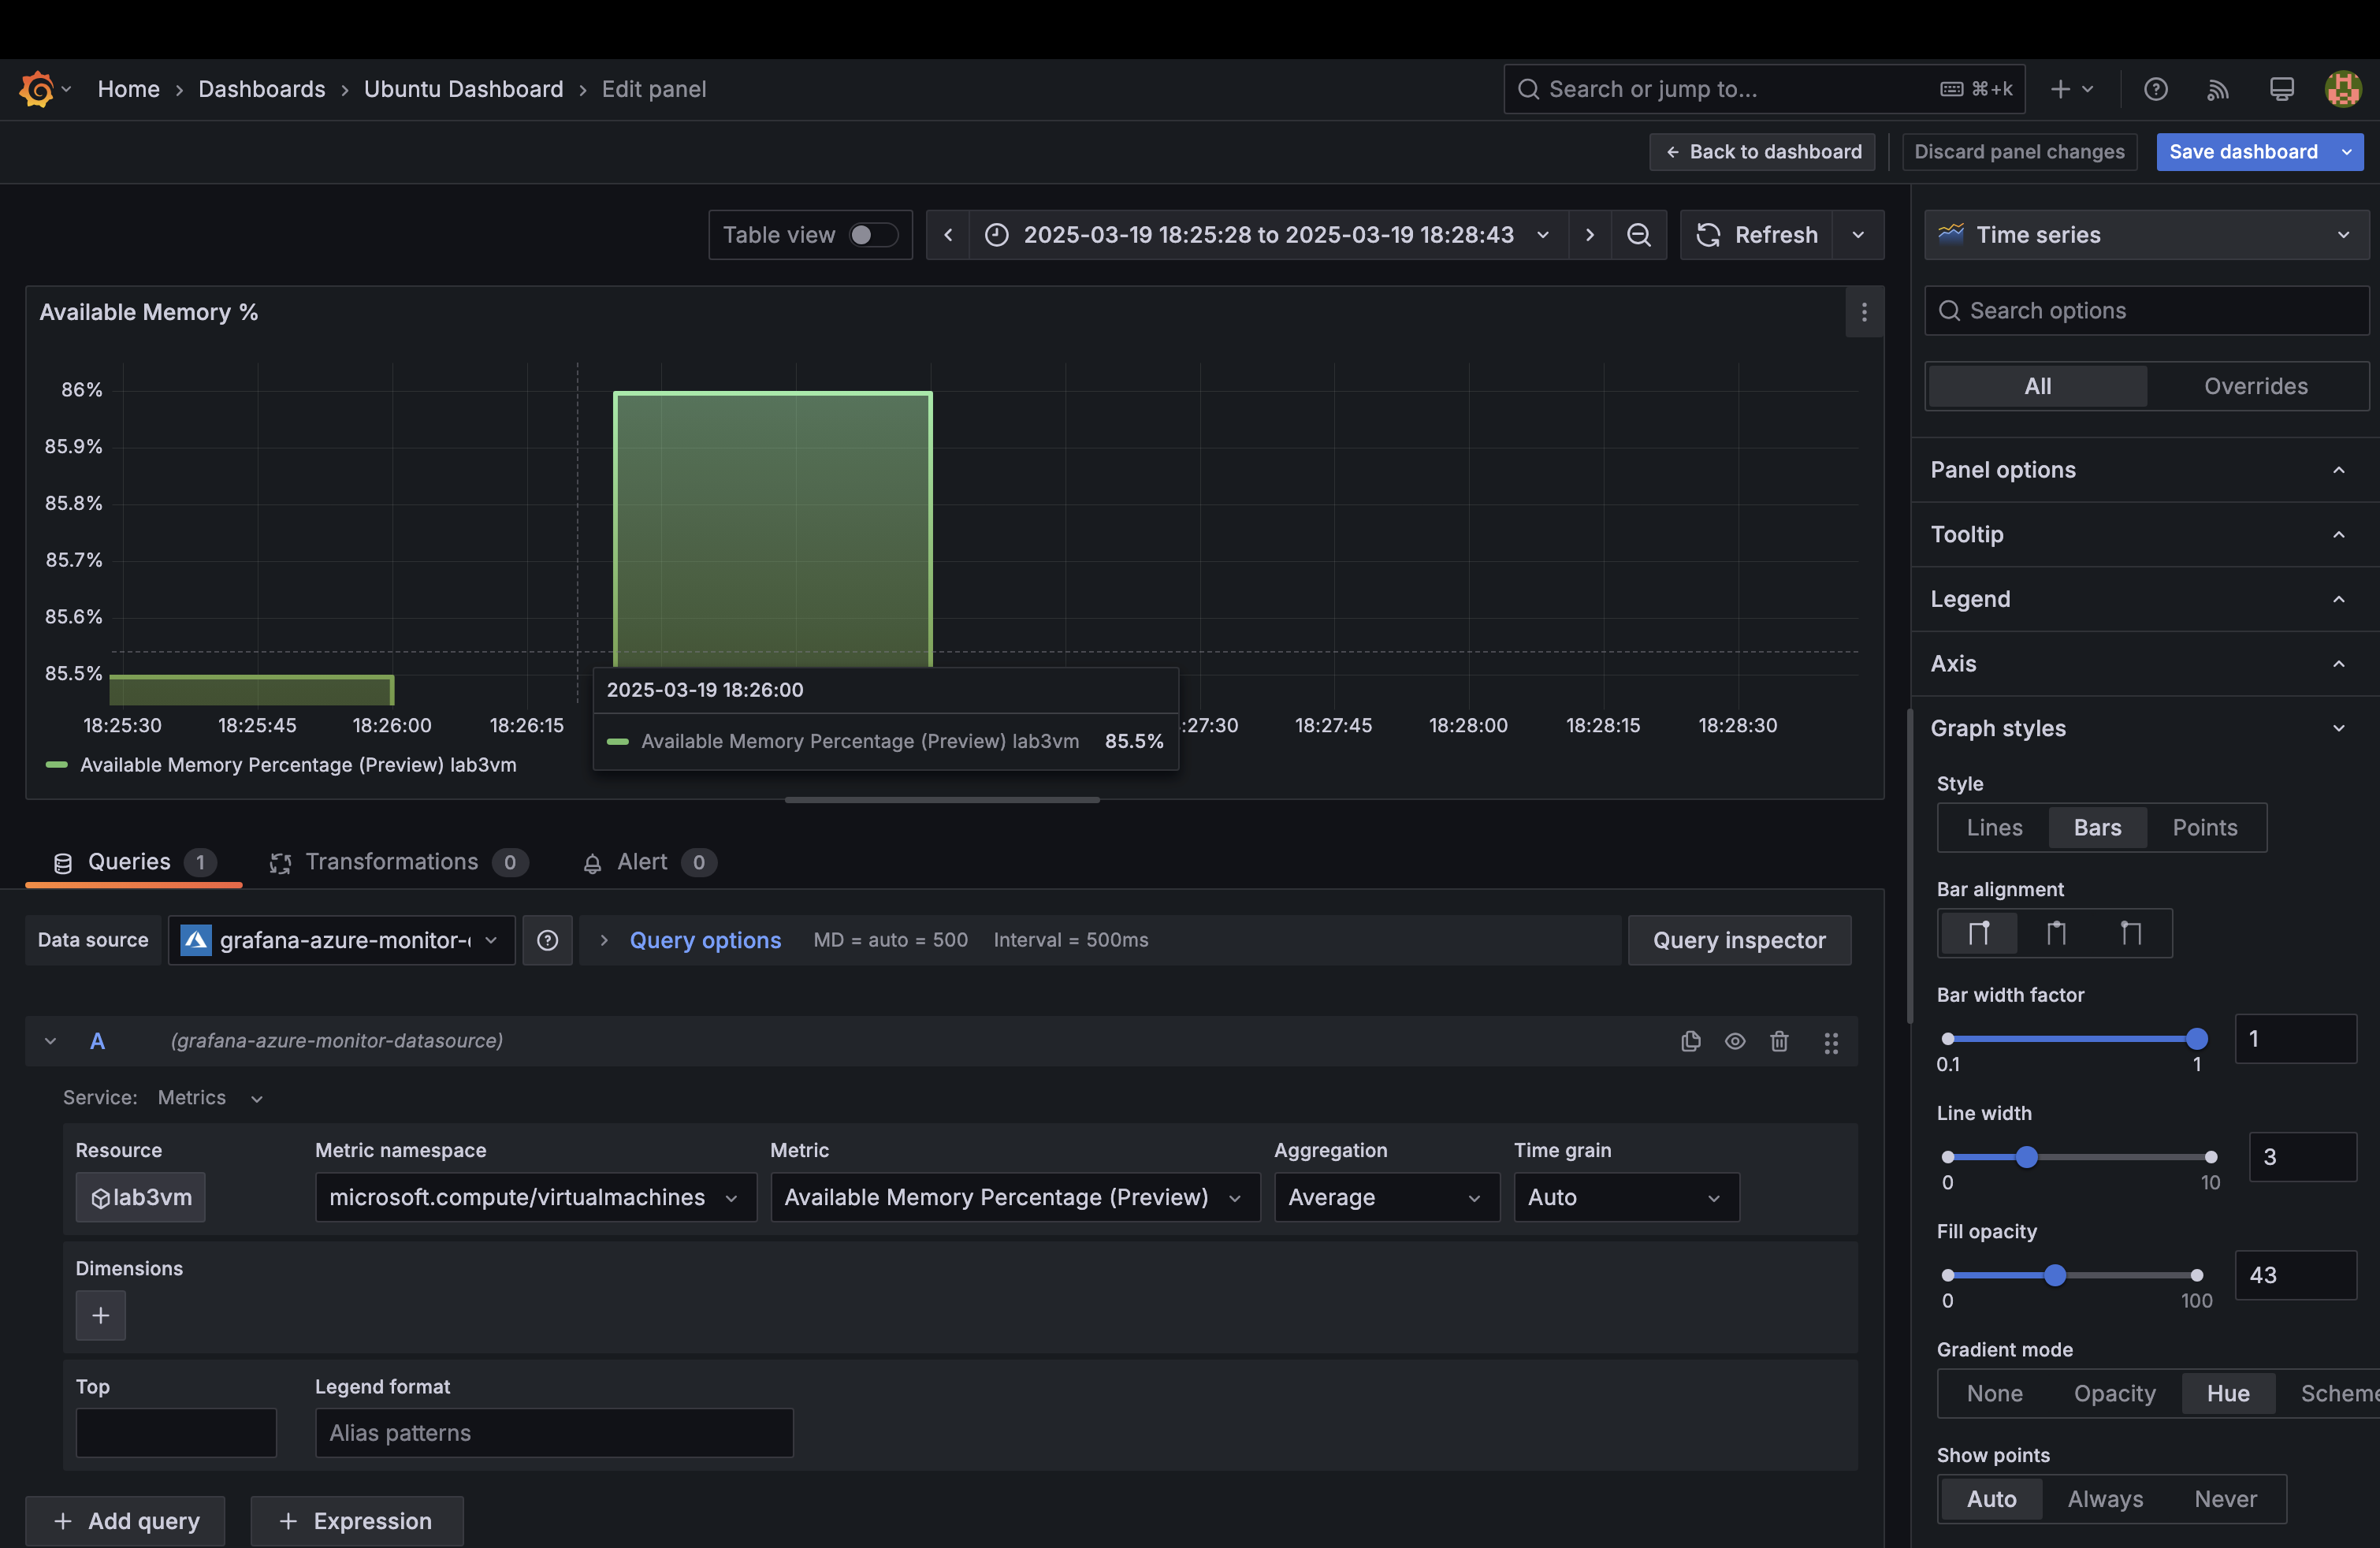 Home › Dashboards › Ubuntu Dashboard › Edit panel
Search or jump to...
⌘+k
Back to dashboard
Discard panel changes
Save dashboard
Table view
2025-03-19 18:25:28 to 2025-03-19 18:28:43
Refresh
Available Memory %
86%
85.9%
85.8%
85.7%
85.6%
85.5%
18:25:30
18:25:45
18:26:00
18:26:15
:27:30
18:27:45
18:28:00
18:28:15
18:28:30
2025-03-19 18:26:00
Available Memory Percentage (Preview) lab3vm 85.5%
Available Memory Percentage (Preview) lab3vm
Queries 1
Transformations 0
Alert 0
Data source
grafana-azure-monitor-
Query options
MD = auto = 500
Interval = 500ms
Query inspector
A
(grafana-azure-monitor-datasource)
Service: Metrics
Resource
lab3vm
Metric namespace
microsoft.compute/virtualmachines
Metric
Available Memory Percentage (Preview)
Aggregation
Average
Time grain
Auto
Dimensions
+
Top
Legend format
Alias patterns
+ Add query
+ Expression
Time series
Search options
All
Overrides
Panel options
Tooltip
Legend
Axis
Graph styles
Style
Lines
Bars
Points
Bar alignment
Bar width factor
0.1
1
1
Line width
0
10
3
Fill opacity
0
100
43
Gradient mode
None
Opacity
Hue
Scheme
Show points
Auto
Always
Never